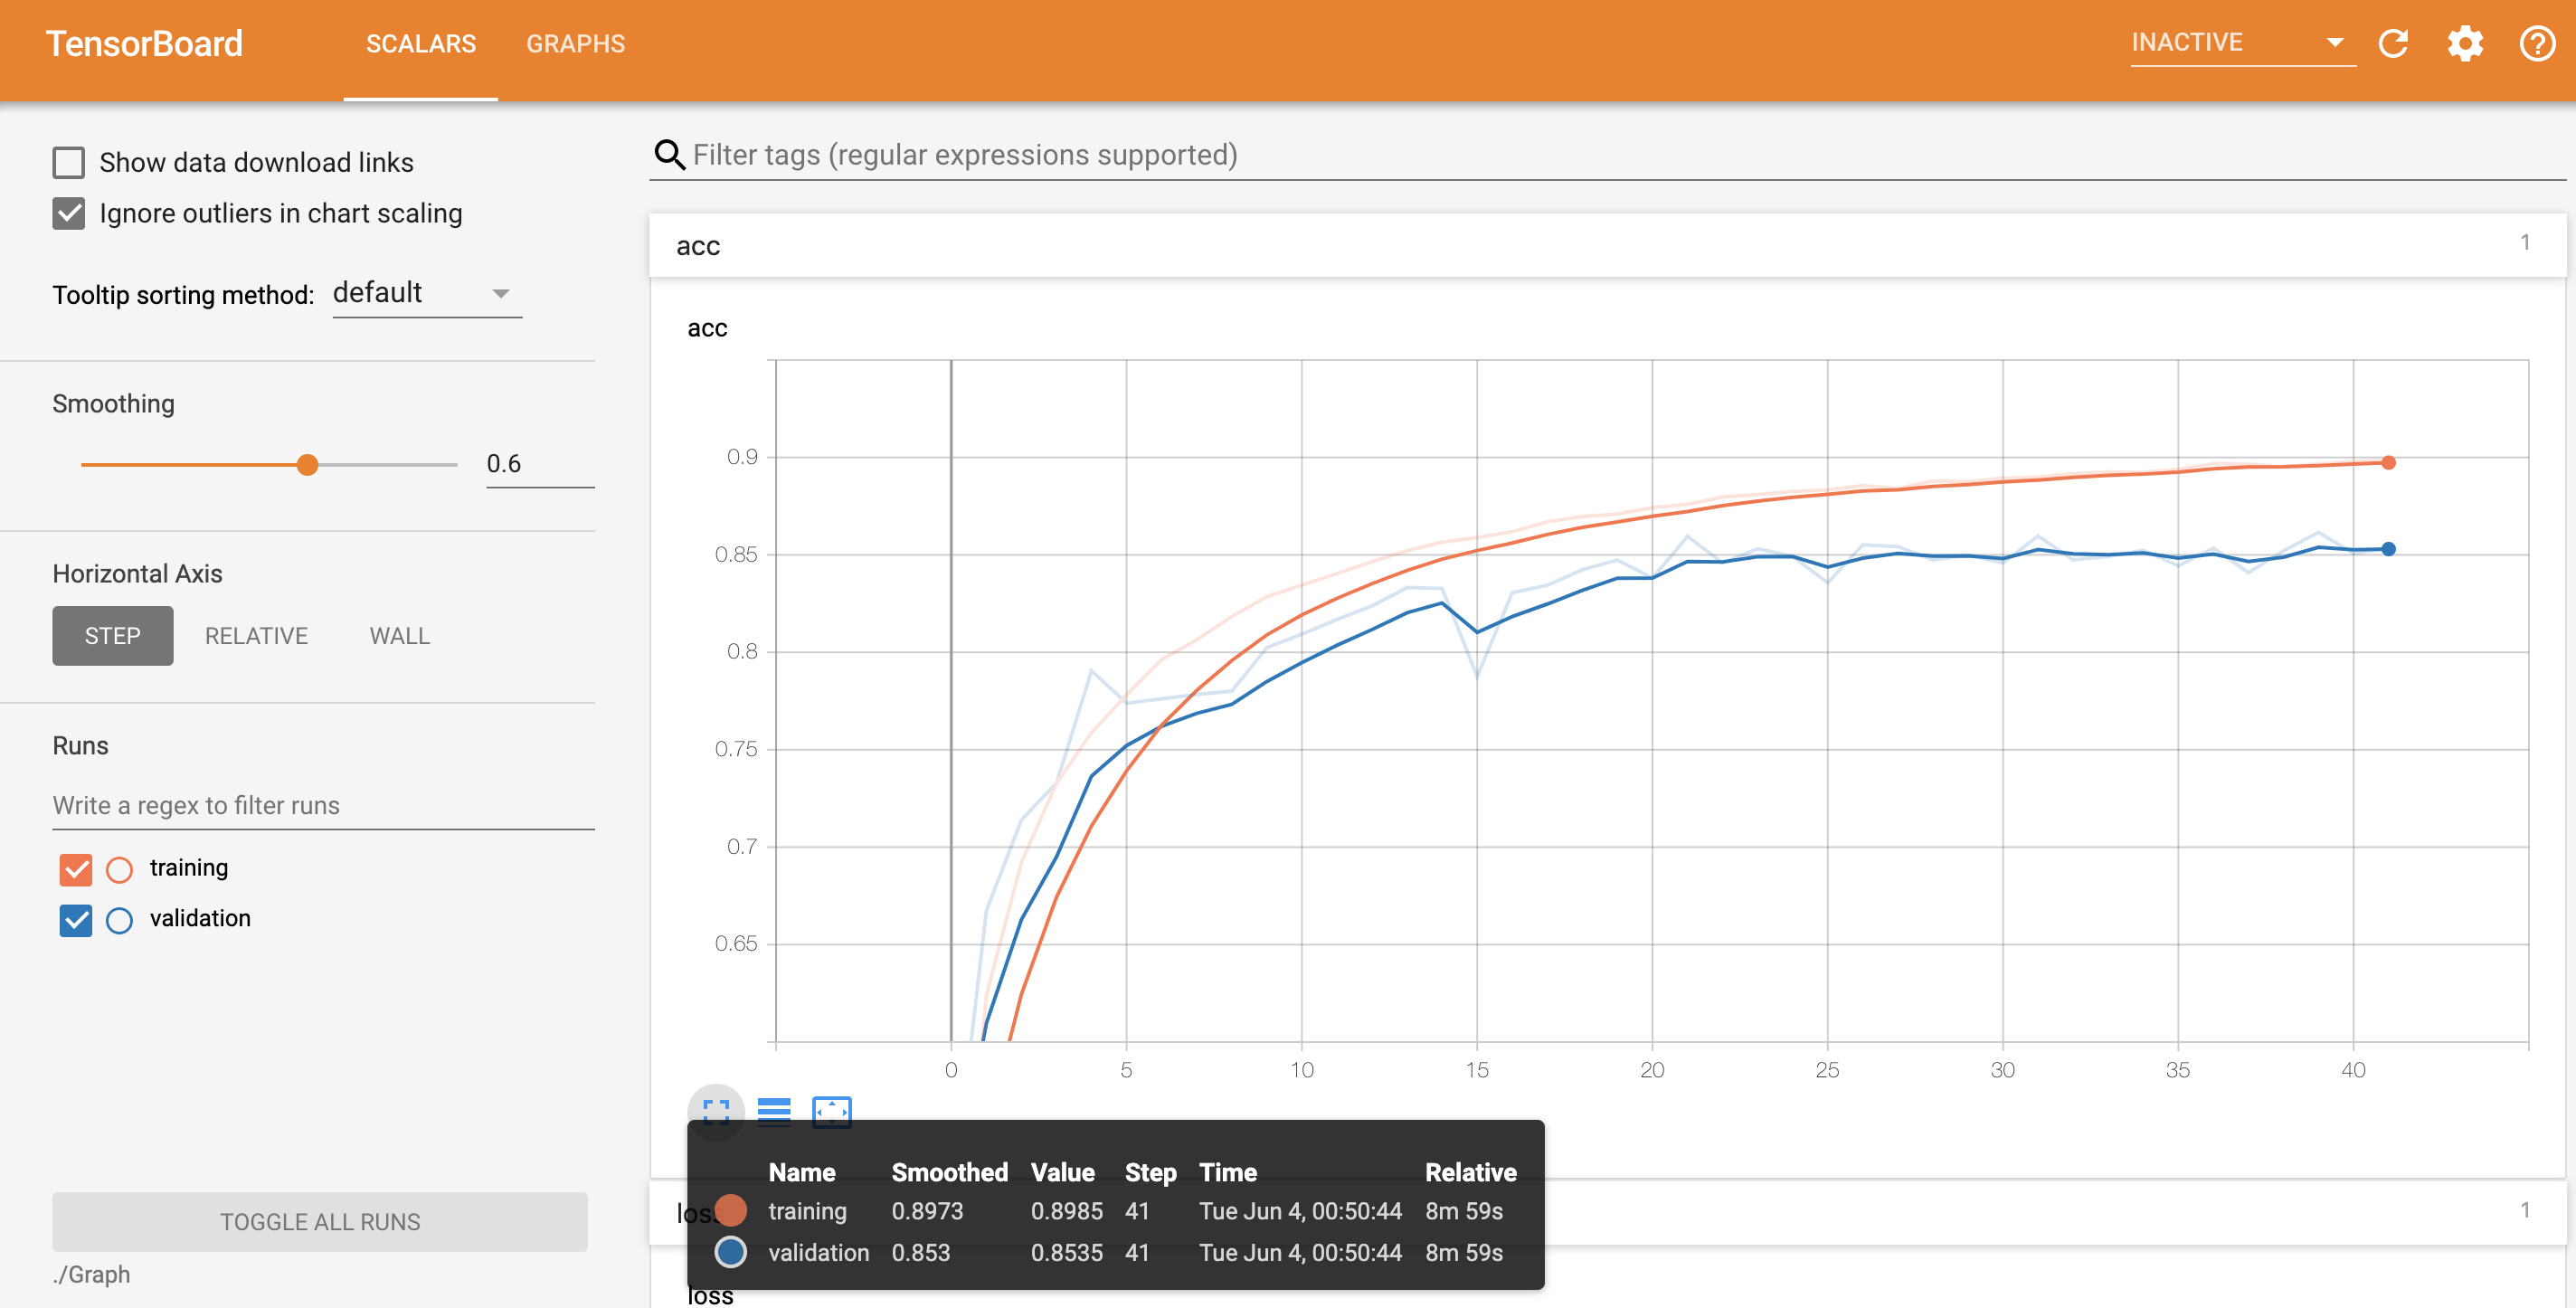 TensorBoard SCALARS GRAPHS INACTIVE
Show data download links
Ignore outliers in chart scaling
Tooltip sorting method: default
Smoothing
0.6
Horizontal Axis
STEP RELATIVE WALL
Runs
Write a regex to filter runs
training
validation
TOGGLE ALL RUNS
./Graph
Filter tags (regular expressions supported)
acc 1
acc
0.9
0.85
0.8
0.75
0.7
0.65
0 5 10 15 20 25 30 35 40
Name Smoothed Value Step Time Relative
training 0.8973 0.8985 41 Tue Jun 4, 00:50:44 8m 59s
validation 0.853 0.8535 41 Tue Jun 4, 00:50:44 8m 59s
loss 1
loss